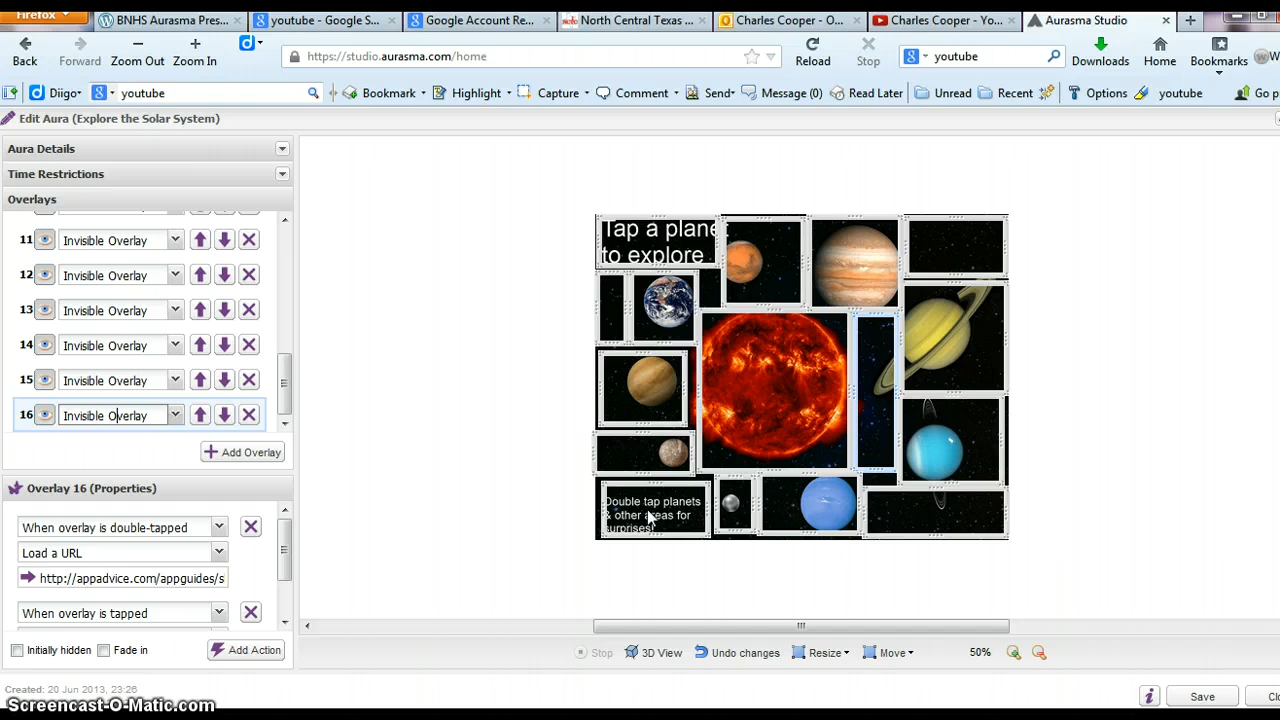 Firefox
BNHS Aurasma Pres...
youtube - Google S...
Google Account Re...
North Central Texas ...
Charles Cooper - O...
Charles Cooper - Yo...
Aurasma Studio
Back
Forward
Zoom Out
Zoom In
https://studio.aurasma.com/home
Reload
Stop
youtube
Downloads
Home
Bookmarks
Diigo
youtube
Bookmark
Highlight
Capture
Comment
Send
Message (0)
Read Later
Unread
Recent
Options
youtube
Go p
Edit Aura (Explore the Solar System)
Aura Details
Time Restrictions
Overlays
11 Invisible Overlay
12 Invisible Overlay
13 Invisible Overlay
14 Invisible Overlay
15 Invisible Overlay
16 Invisible Overlay
Add Overlay
Overlay 16 (Properties)
When overlay is double-tapped
Load a URL
http://appadvice.com/appguides/s
When overlay is tapped
Initially hidden
Fade in
Add Action
Tap a planet
to explore
Double tap planets
& other areas for
surprises!
Stop
3D View
Undo changes
Resize
Move
50%
Created: 20 Jun 2013, 23:26
Save
Clo
Screencast-O-Matic.com